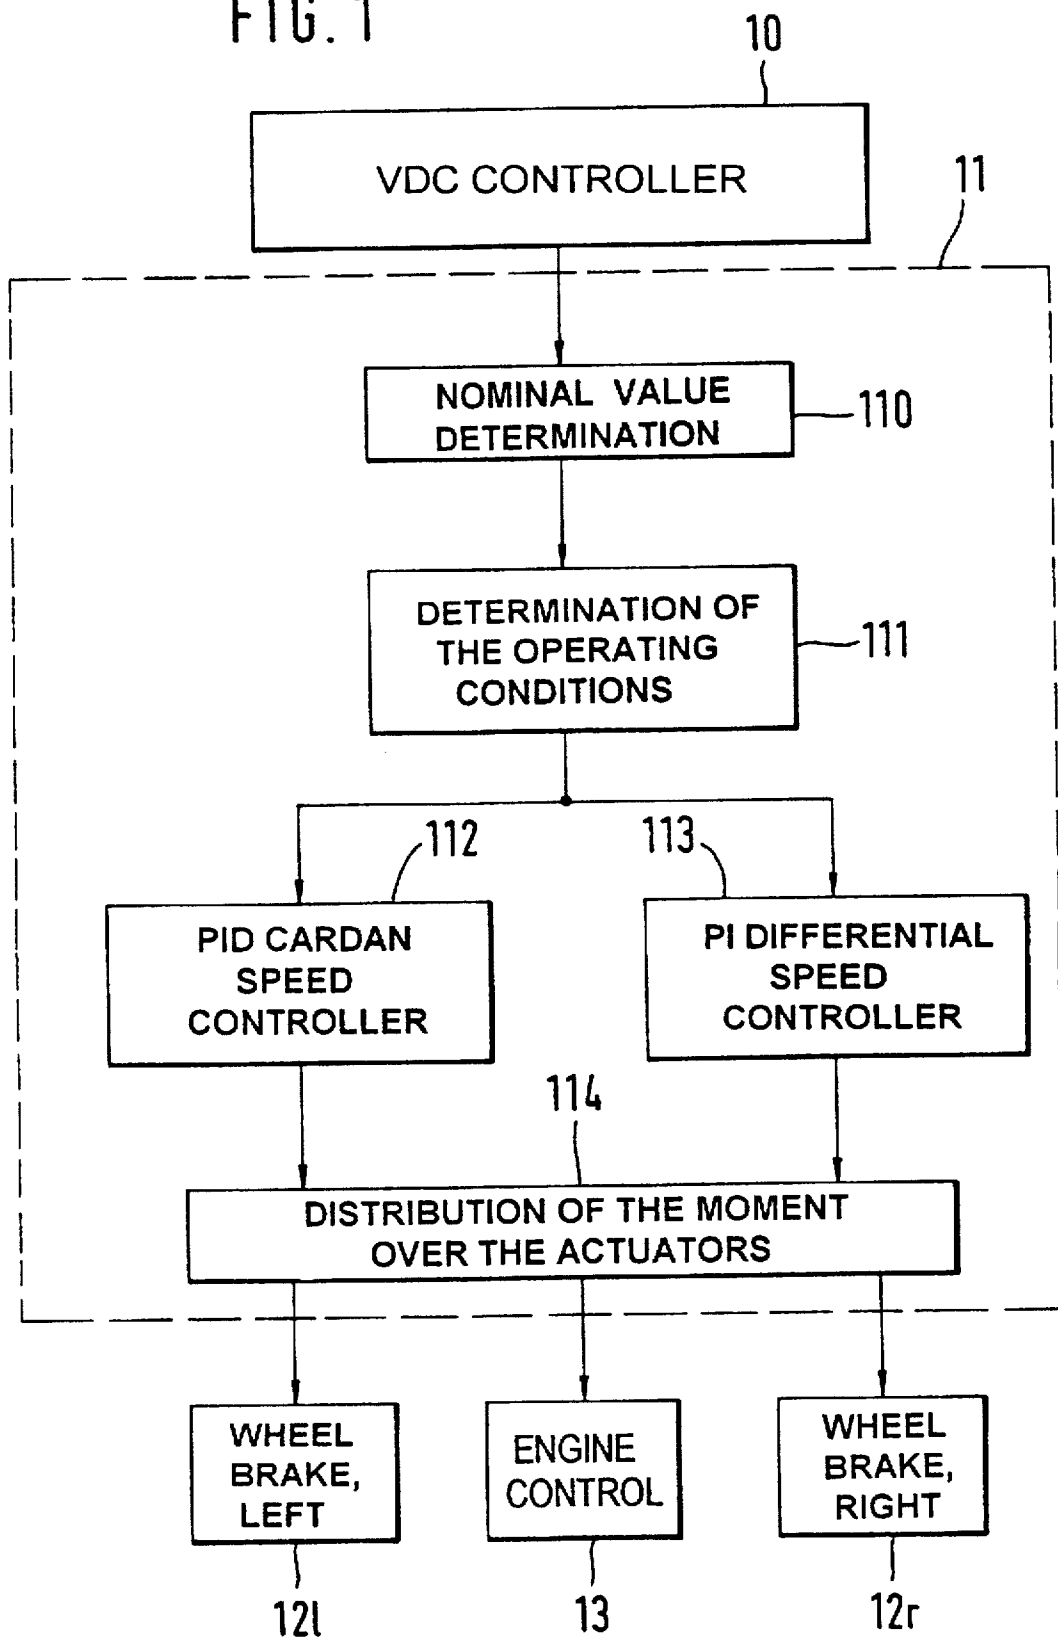 FIG. 1
10
VDC CONTROLLER
11
NOMINAL VALUE
DETERMINATION
110
DETERMINATION OF
THE OPERATING
CONDITIONS
111
112
113
PID CARDAN
SPEED
CONTROLLER
PI DIFFERENTIAL
SPEED
CONTROLLER
114
DISTRIBUTION OF THE MOMENT
OVER THE ACTUATORS
WHEEL
BRAKE,
LEFT
ENGINE
CONTROL
WHEEL
BRAKE,
RIGHT
12l
13
12r